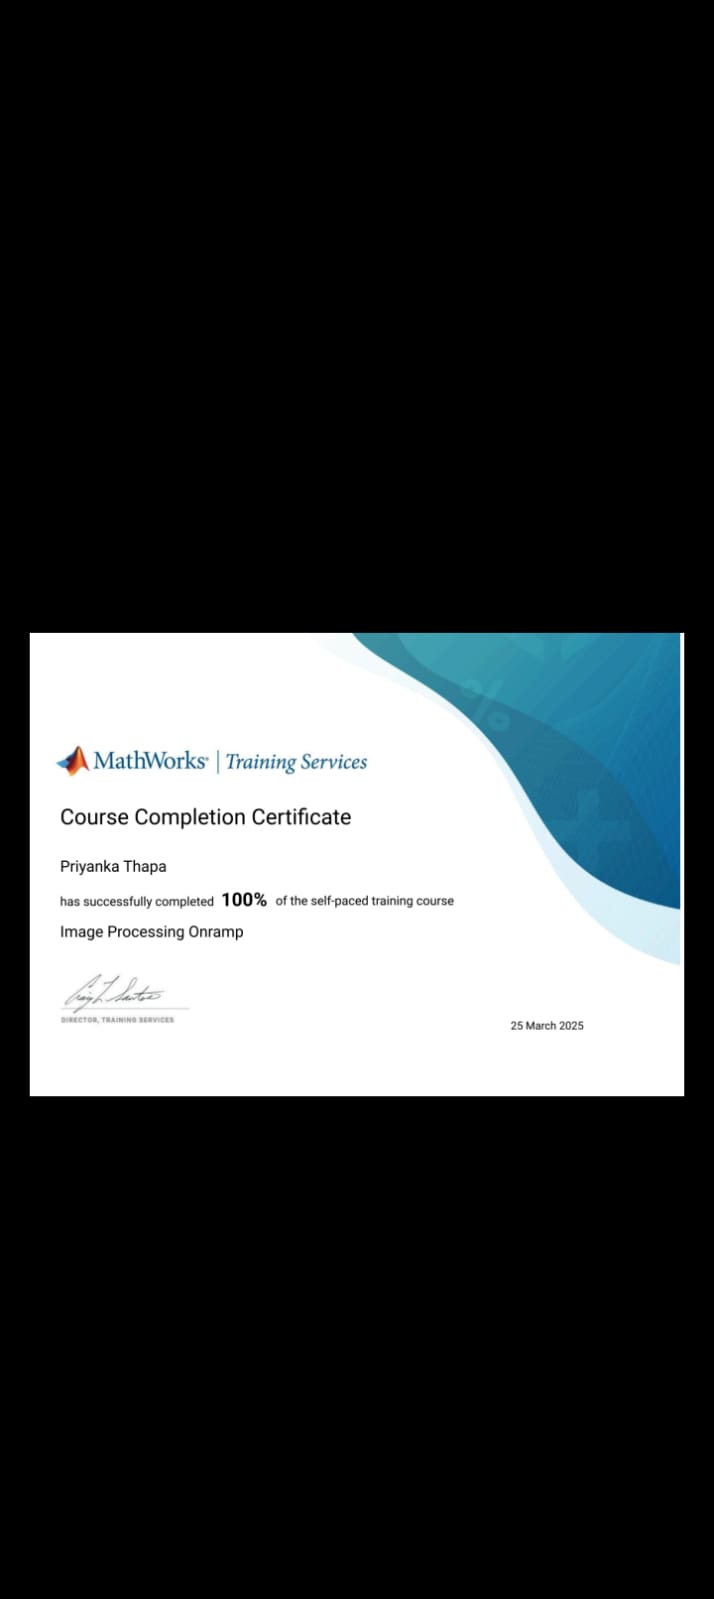 MathWorks® | Training Services
Course Completion Certificate
Priyanka Thapa
has successfully completed 100% of the self-paced training course
Image Processing Onramp
DIRECTOR, TRAINING SERVICES
25 March 2025